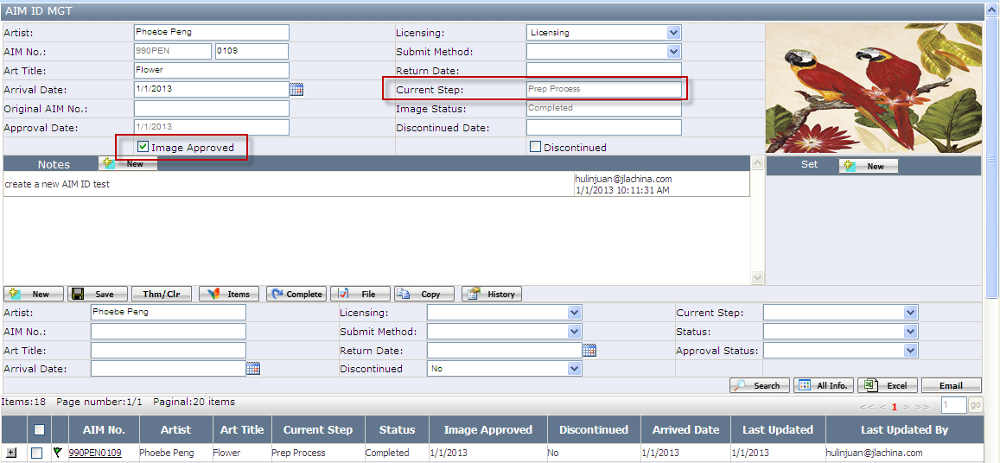 AIM ID MGT
Artist: Phoebe Peng Licensing: Licensing
AIM No.: 990PEN 0109 Submit Method:
Art Title: Flower Return Date:
Arrival Date: 1/1/2013 Current Step: Prep Process
Original AIM No.: Image Status: Completed
Approval Date: 1/1/2013 Discontinued Date:
Image Approved Discontinued
Notes New Set New
create a new AIM ID test hulinjuan@jlachina.com
1/1/2013 10:11:31 AM
New Save Thm/Clr Items Complete File Copy History
Artist: Phoebe Peng Licensing: Current Step:
AIM No.: Submit Method: Status:
Art Title: Return Date: Approval Status:
Arrival Date: Discontinued No
Search All Info. Excel Email
Items:18 Page number:1/1 Paginal:20 items << < 1 > >> 1 go
AIM No. Artist Art Title Current Step Status Image Approved Discontinued Arrived Date Last Updated Last Updated By
990PEN0109 Phoebe Peng Flower Prep Process Completed 1/1/2013 No 1/1/2013 1/1/2013 hulinjuan@jlachina.com